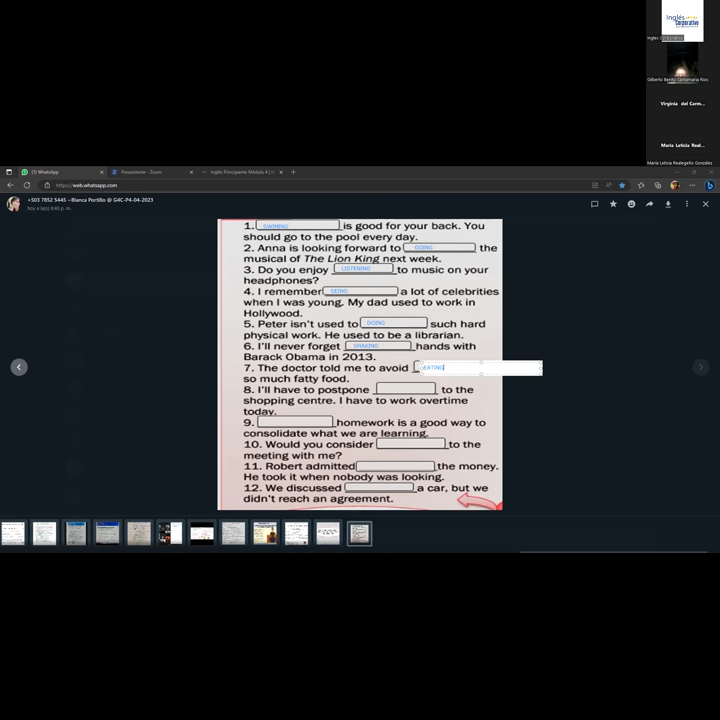 Inglés
Corporativo
Inglés Corporativo
Gilberto Benito Santamaria Rios
Virginia del Carm...
Maria Leticia Real...
Maria Leticia Realegeño Gonzalez
(1) WhatsApp
Inglés Principiante Módulo 4 |
https://web.whatsapp.com
+503 7852 5445 ~Blanca Portillo @ G4C-P4-04-2023
hoy a la(s) 8:40 p. m.
1. SWIMING is good for your back. You
should go to the pool every day.
2. Anna is looking forward to GOING the
musical of The Lion King next week.
3. Do you enjoy LISTENING to music on your
headphones?
4. I remember SEING a lot of celebrities
when I was young. My dad used to work in
Hollywood.
5. Peter isn't used to DOING such hard
physical work. He used to be a librarian.
6. I'll never forget SHAKING hands with
Barack Obama in 2013.
7. The doctor told me to avoid EATING
so much fatty food.
8. I'll have to postpone to the
shopping centre. I have to work overtime
today.
9. homework is a good way to
consolidate what we are learning.
10. Would you consider to the
meeting with me?
11. Robert admitted the money.
He took it when nobody was looking.
12. We discussed a car, but we
didn't reach an agreement.